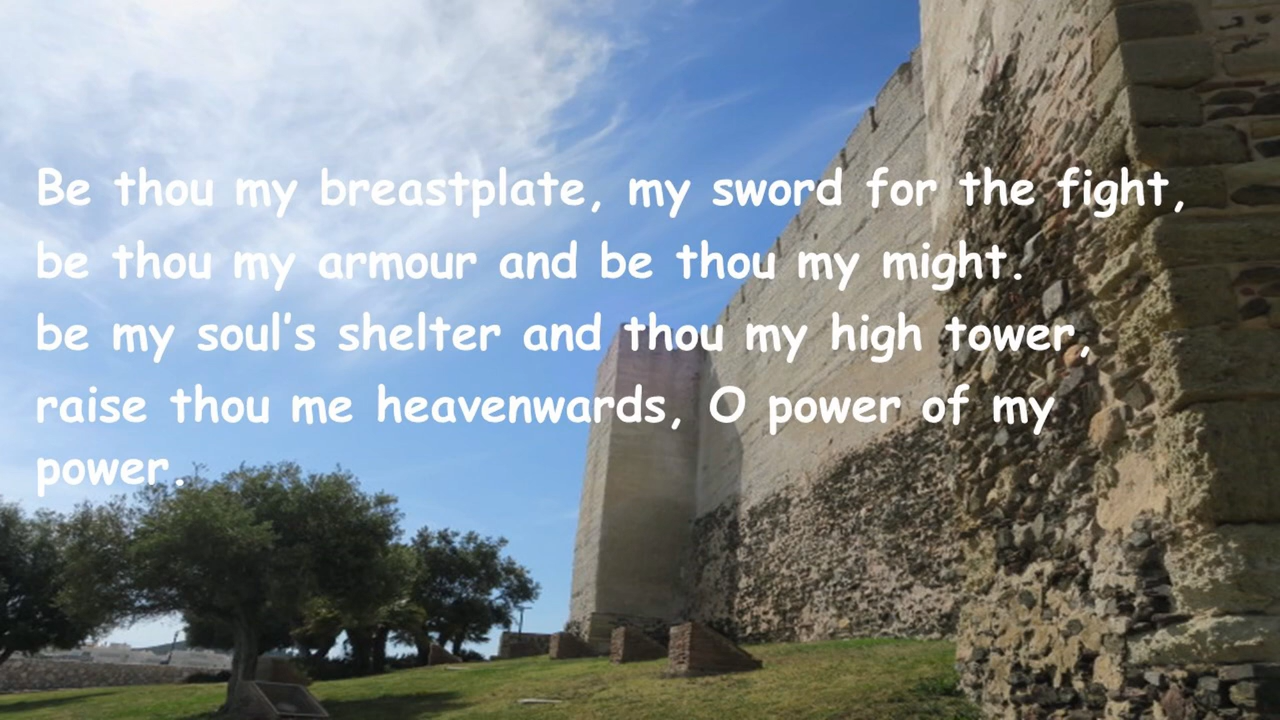 Be thou my breastplate, my sword for the fight,
be thou my armour and be thou my might.
be my soul's shelter and thou my high tower,
raise thou me heavenwards, O power of my
power.